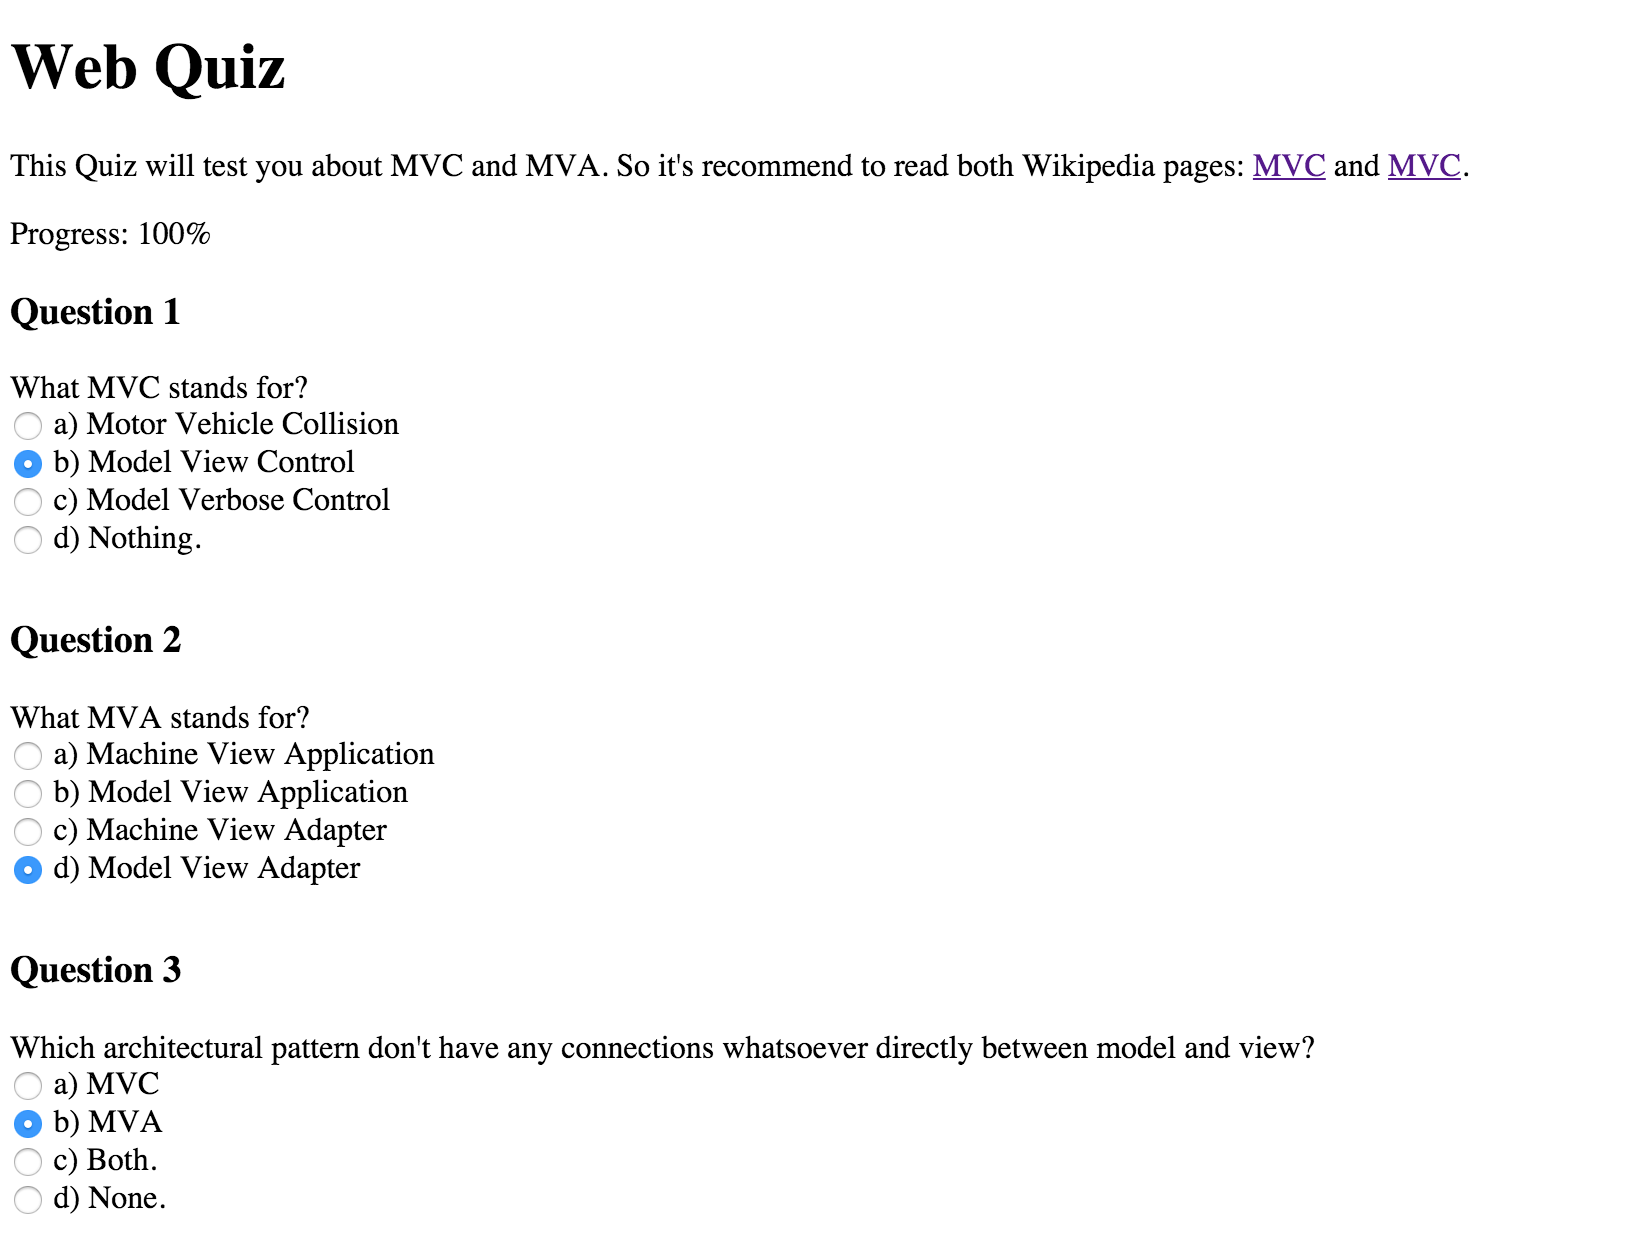 Web Quiz
This Quiz will test you about MVC and MVA. So it's recommend to read both Wikipedia pages: MVC and MVC.
Progress: 100%
Question 1
What MVC stands for?
a) Motor Vehicle Collision
b) Model View Control
c) Model Verbose Control
d) Nothing.
Question 2
What MVA stands for?
a) Machine View Application
b) Model View Application
c) Machine View Adapter
d) Model View Adapter
Question 3
Which architectural pattern don't have any connections whatsoever directly between model and view?
a) MVC
b) MVA
c) Both.
d) None.